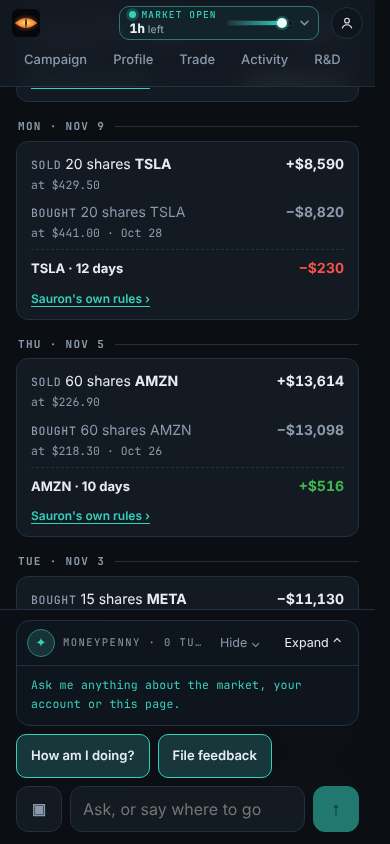 MARKET OPEN
1h left
Campaign Profile Trade Activity R&D
MON · NOV 9
SOLD 20 shares TSLA +$8,590
at $429.50
BOUGHT 20 shares TSLA −$8,820
at $441.00 · Oct 28
TSLA · 12 days −$230
Sauron's own rules ›
THU · NOV 5
SOLD 60 shares AMZN +$13,614
at $226.90
BOUGHT 60 shares AMZN −$13,098
at $218.30 · Oct 26
AMZN · 10 days +$516
Sauron's own rules ›
TUE · NOV 3
BOUGHT 15 shares META −$11,130
MONEYPENNY · 0 TU… Hide Expand
Ask me anything about the market, your
account or this page.
How am I doing? File feedback
Ask, or say where to go